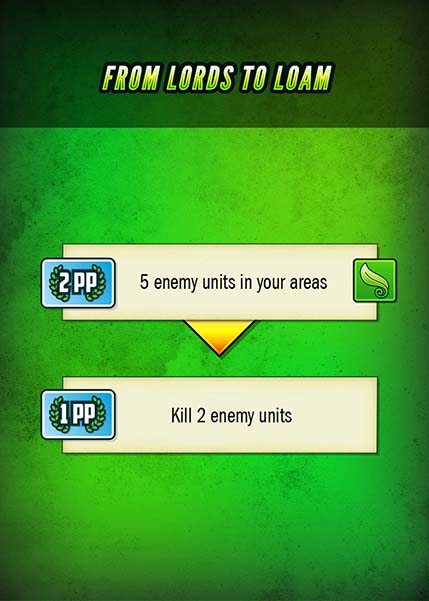 FROM LORDS TO LOAM
2 PP 5 enemy units in your areas
1 PP Kill 2 enemy units